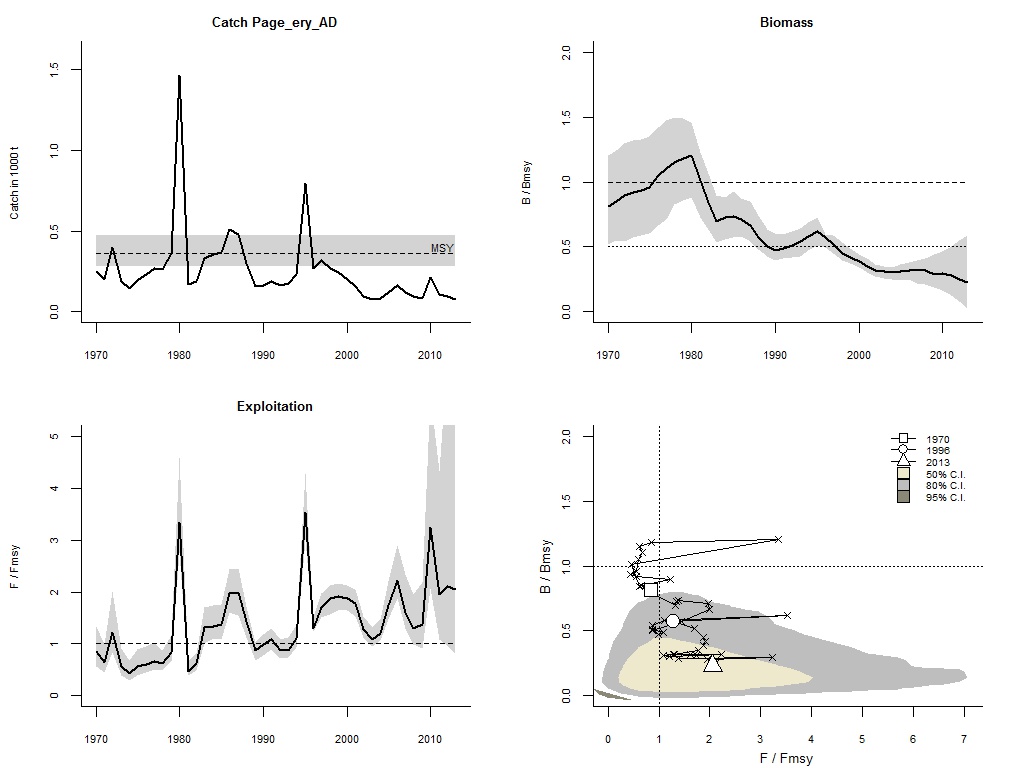 Catch Page_ery_AD
Catch in 1000 t
0.0 0.5 1.0 1.5
MSY
1970 1980 1990 2000 2010
Biomass
B / Bmsy
0.0 0.5 1.0 1.5 2.0
1970 1980 1990 2000 2010
Exploitation
F / Fmsy
0 1 2 3 4 5
1970 1980 1990 2000 2010
B / Bmsy
0.0 0.5 1.0 1.5 2.0
1970
1996
2013
50% C.I.
80% C.I.
95% C.I.
0 1 2 3 4 5 6 7
F / Fmsy